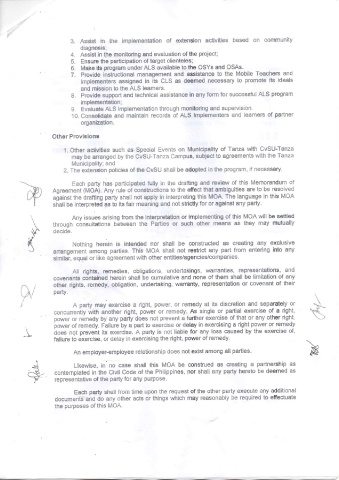 3. Assist in the implementation of extension activities based on community
diagnosis;
4. Assist in the monitoring and evaluation of the project;
5. Ensure the participation of target clienteles;
6. Make its program under ALS available to the OSYs and OSAs.
7. Provide instructional management and assistance to the Mobile Teachers and
Implementers assigned in its CLS as deemed necessary to promote its ideals
and mission to the ALS learners.
8. Provide support and technical assistance in any form for successful ALS program
implementation;
9. Evaluate ALS implementation through monitoring and supervision.
10. Consolidate and maintain records of ALS Implementers and learners of partner
organization.
Other Provisions
1. Other activities such as Special Events on Municipality of Tanza with CvSU-Tanza
may be arranged by the CvSU-Tanza Campus, subject to agreements with the Tanza
Municipality; and
2. The extension policies of the CvSU shall be adopted in the program, if necessary.
Each party has participated fully in the drafting and review of this Memorandum of
Agreement (MOA). Any rule of constructions to the effect that ambiguities are to be resolved
against the drafting party shall not apply in interpreting this MOA. The language in this MOA
shall be interpreted as to its fair meaning and not strictly for or against any party.
Any issues arising from the interpretation or implementing of this MOA will be settled
through consultations between the Parties or such other means as they may mutually
decide.
Nothing herein is intended nor shall be constructed as creating any exclusive
arrangement among parties. This MOA shall not restrict any part from entering into any
similar, equal or like agreement with other entities/agencies/companies.
All rights, remedies, obligations, undertakings, warranties, representations, and
covenants contained herein shall be cumulative and none of them shall be limitation of any
other rights, remedy, obligation, undertaking, warranty, representation or covenant of their
party.
A party may exercise a right, power, or remedy at its discretion and separately or
concurrently with another right, power or remedy. As single or partial exercise of a right,
power or remedy by any party does not prevent a further exercise of that or any other right,
power of remedy. Failure by a part to exercise or delay in exercising a right power or remedy
does not prevent its exercise. A party is not liable for any loss caused by the exercise of,
failure to exercise, or delay in exercising the right, power of remedy.
An employer-employee relationship does not exist among all parties.
Likewise, in no case shall this MOA be construed as creating a partnership as
contemplated in the Civil Code of the Philippines, nor shall any party hereto be deemed as
representative of the party for any purpose.
Each party shall from time upon the request of the other party execute any additional
documents and do any other acts or things which may reasonably be required to effectuate
the purposes of this MOA.